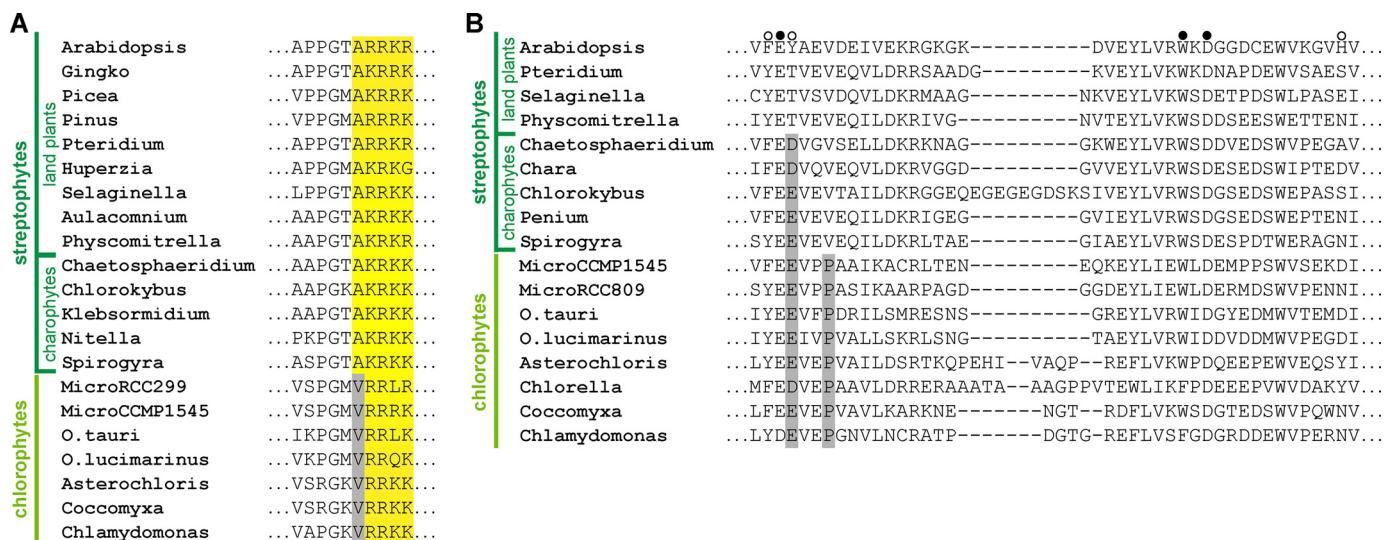 A
streptophytes
land plants
Arabidopsis ...APPGTARRKR...
Gingko ...APPGTAKRRK...
Picea ...VPPGMAKRRK...
Pinus ...VPPGMARRKR...
Pteridium ...APPGTARRKR...
Huperzia ...APPGMAKRKG...
Selaginella ...LPPGTARRKK...
Aulacomnium ...AAPGTAKRKK...
Physcomitrella ...AAPGTAKRKR...
charophytes
Chaetosphaeridium ...AAPGTAKRKK...
Chlorokybus ...AAPGKAKRKK...
Klebsormidium ...AAPGTAKRKK...
Nitella ...PKPGTAKRKK...
Spirogyra ...ASPGTAKRKK...
chlorophytes
MicroRCC299 ...VSPGMVRRLR...
MicroCCMP1545 ...VSPGMVRRRK...
O.tauri ...IKPGMVRRLK...
O.lucimarinus ...VKPGMVRRQK...
Asterochloris ...VSRGKVRRKK...
Coccomyxa ...VSRGKVRRKK...
Chlamydomonas ...VAPGKVRRKK...
B
streptophytes
land plants
Arabidopsis ...VFEYAEVDEIVEKRGKGK----------DVEYLVRWKDGGDCEWVKGVHV...
Pteridium ...VYETVEVEQVLDRRSAADG---------KVEYLVKWKDNAPDEWVSAESV...
Selaginella ...CYETVSVDQVLDKRMAAG---------NKVEYLVKWSDETPDSWLPASEI...
Physcomitrella ...IYETVEVEQILDKRIVG----------NVTEYLVKWSDDSEESWETTENI...
charophytes
Chaetosphaeridium ...VFEDVGVSELLDKRKNAG---------GKWEYLVRWSDVDEDSWVPEGAV...
Chara ...IFEDVQVEQVLDKRVGGD---------GVVEYLVRWSDESEDSWIPTEDV...
Chlorokybus ...VFEEVEVTAILDKRGGEQEGEGEGDSKSIVEYLVRWSDGSDESWEPASSI...
Penium ...VFEEVEVEQILDKRIGEG---------GVIEYLVRWSDGSEDSWEPTENI...
Spirogyra ...SYEEVEVEQILDKRLTAE---------GIAEYLVRWSDESPDTWERAGNI...
chlorophytes
MicroCCMP1545 ...VFEEVPPAAIKACRLTEN---------EQKEYLIEWLDEMPPSWVSEKDI...
MicroRCC809 ...SYEEVPPASIKAARPAGD---------GGDEYLIEWLDERMDSWVPENNI...
O.tauri ...IYEEVFPDRILSMRESNS---------GREYLVRWIDGYEDMWVTEMDI...
O.lucimarinus ...IYEEIVPVALLKSRLSNG---------TAEYLVRWIDDVDDMWVPEGDI...
Asterochloris ...LYEEVEPVAILDSRTKQPEHI--VAQP--REFLVKWPDQEEPEWVEQSYI...
Chlorella ...MFEDVEPAAVLDRRERAAATA--AAGPPVTEWLIKFPDEEEPVWVDAKYV...
Coccomyxa ...LFEEVEPVAVLKARKNE------NGT--RDFLVKWSDGTEDSWVPQWNV...
Chlamydomonas ...LYDEVEPGNVLNCRATP-------DGTG-REFLVSFGDGRDDEWVPERNV...